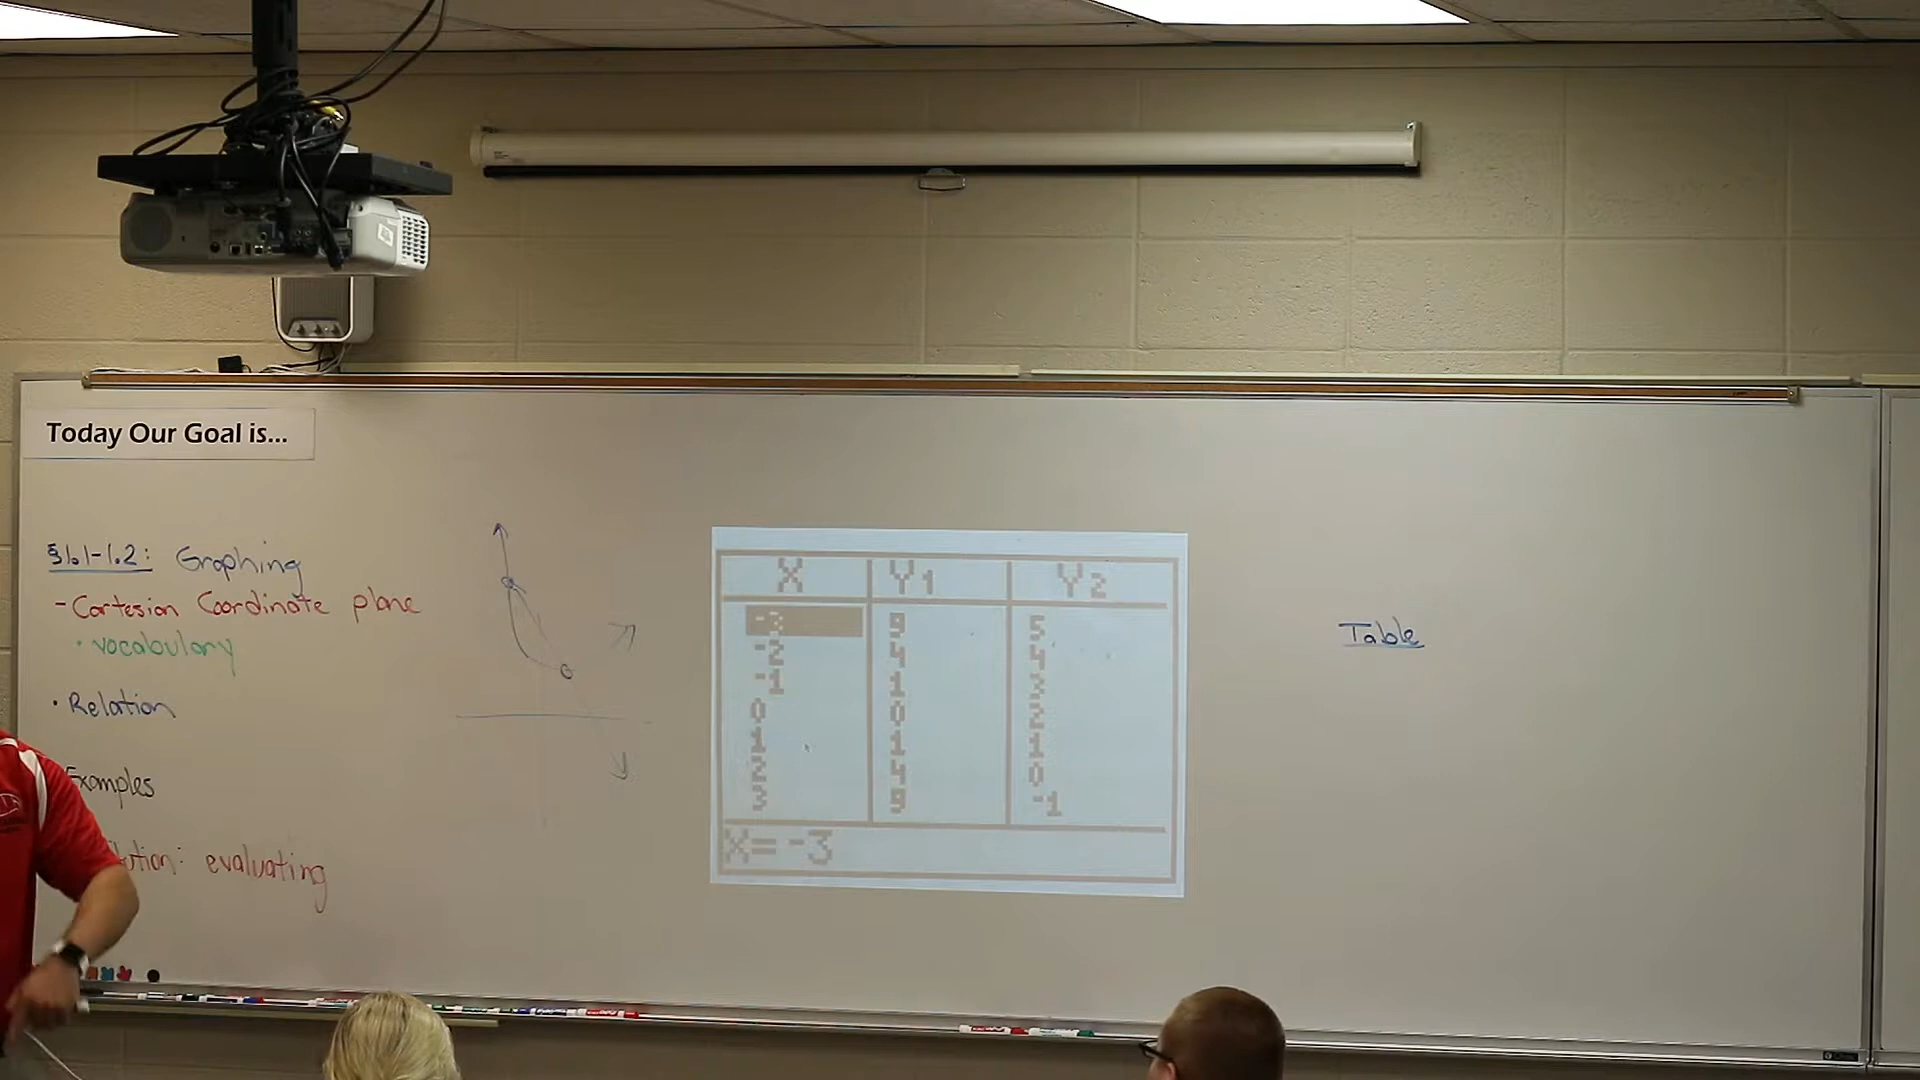 Today Our Goal is...
§1.1-1.2: Graphing
- Cartesian Coordinate plane
• vocabulary
• Relation
Examples
evaluating
X Y1 Y2
-3 9 5
-2 4 4
-1 1 3
0 0 2
1 1 1
2 4 0
3 9 -1
X= -3
Table